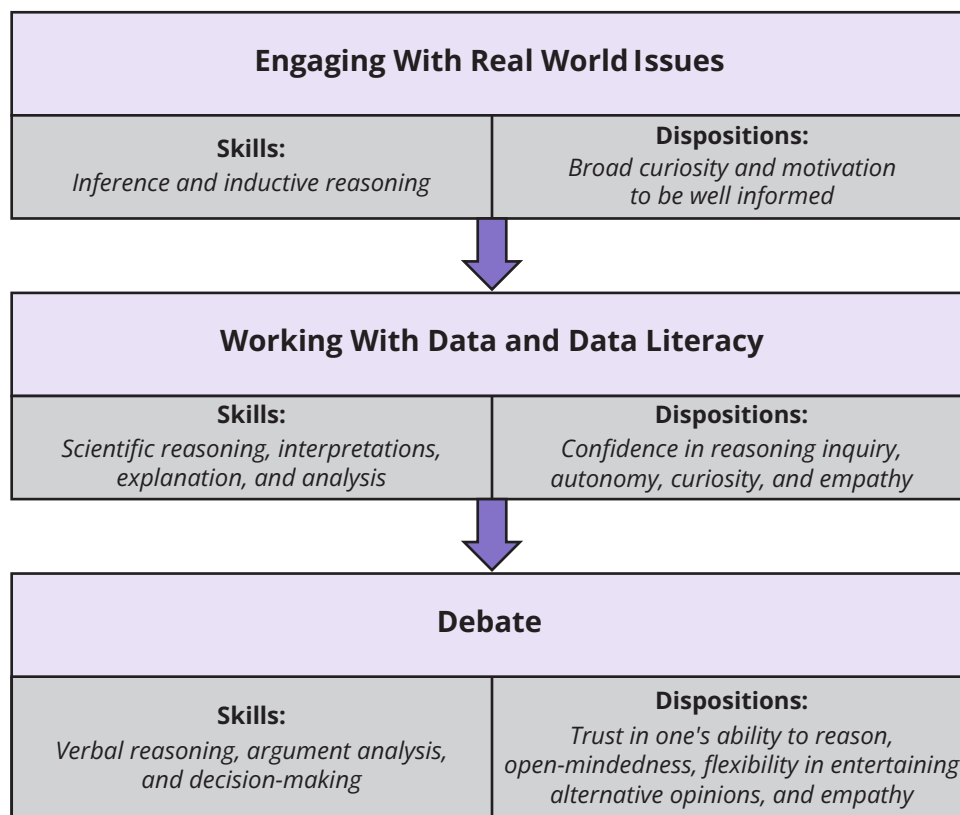 Engaging With Real World Issues
Skills:
Inference and inductive reasoning
Dispositions:
Broad curiosity and motivation
to be well informed
Working With Data and Data Literacy
Skills:
Scientific reasoning, interpretations,
explanation, and analysis
Dispositions:
Confidence in reasoning inquiry,
autonomy, curiosity, and empathy
Debate
Skills:
Verbal reasoning, argument analysis,
and decision-making
Dispositions:
Trust in one's ability to reason,
open-mindedness, flexibility in entertaining
alternative opinions, and empathy